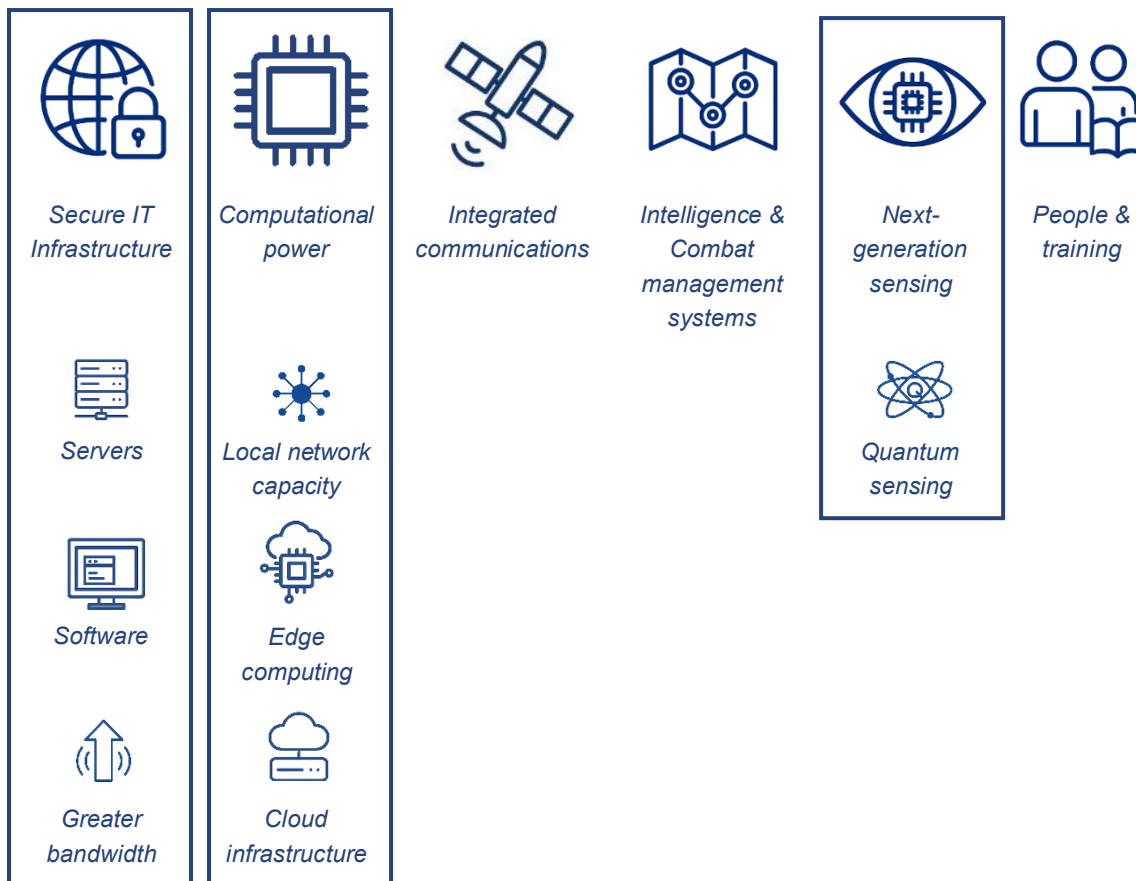 Secure IT
Infrastructure
Computational
power
Integrated
communications
Intelligence &
Combat
management
systems
Next-
generation
sensing
People &
training
Servers
Local network
capacity
Q
Quantum
sensing
Software
Edge
computing
Greater
bandwidth
Cloud
infrastructure